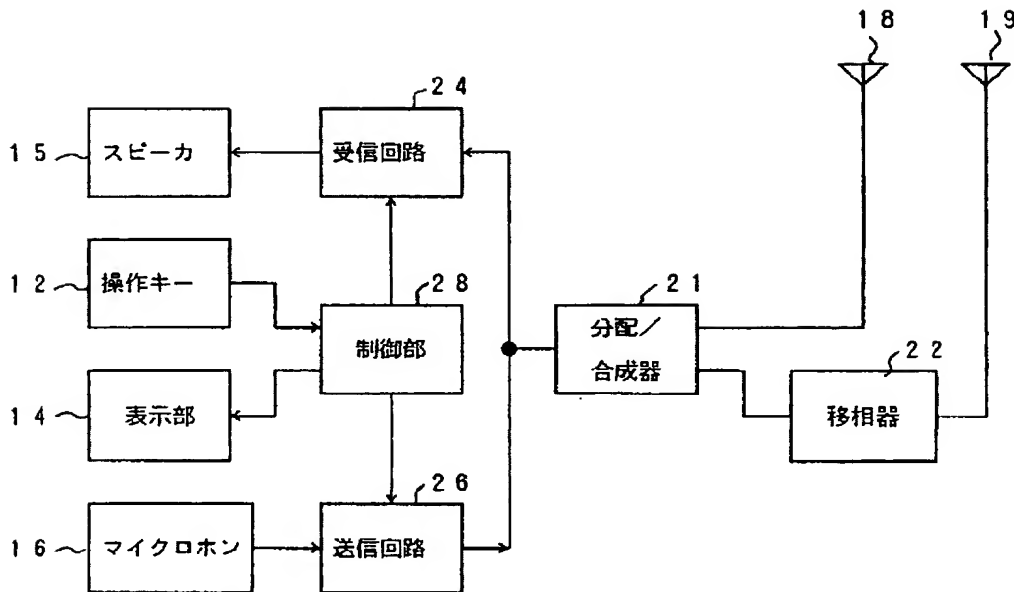 １８
１９
２４
１５
スピーカ
受信回路
１２
操作キー
２８
２１
制御部
分配／
合成器
２２
１４
表示部
移相器
２６
１６
マイクロホン
送信回路